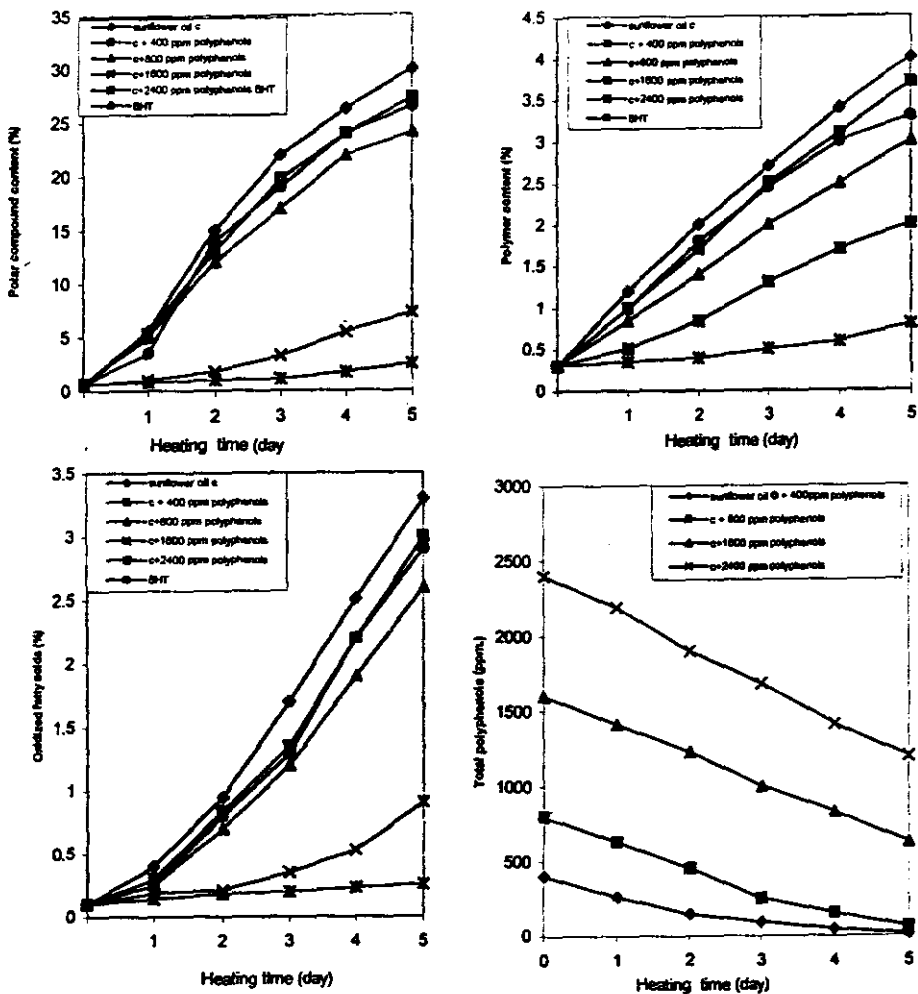 35
30
25
20
15
10
5
0
Polar compound content (%)
sunflower oil c
c + 400 ppm polyphenols
c+800 ppm polyphenols
c+1600 ppm polyphenols
c+2400 ppm polyphenols BHT
BHT
1 2 3 4 5
Heating time (day
4.5
4
3.5
3
2.5
2
1.5
1
0.5
0
Polymer content (%)
sunflower oil c
c + 400 ppm polyphenols
ppm polyphenols
c+1600 ppm polyphenols
c+2400 ppm polyphenols
BHT
1 2 3 4 5
Heating time (day)
3.5
3
2.5
2
1.5
1
0.5
0
Oxidized fatty acids (%)
sunflower oil c
c + 400 ppm polyphenols
ppm polyphenols
c+1600 ppm polyphenols
c+2400 ppm polyphenols
BHT
1 2 3 4 5
Heating time (day)
3000
2500
2000
1500
1000
500
0
Total polyphenols (ppm.)
sunflower oil + 400ppm polyphenols
c + 800 ppm polyphenols
c+1600 ppm polyphenols
c+2400 ppm polyphenols
0 1 2 3 4 5
Heating time (day)